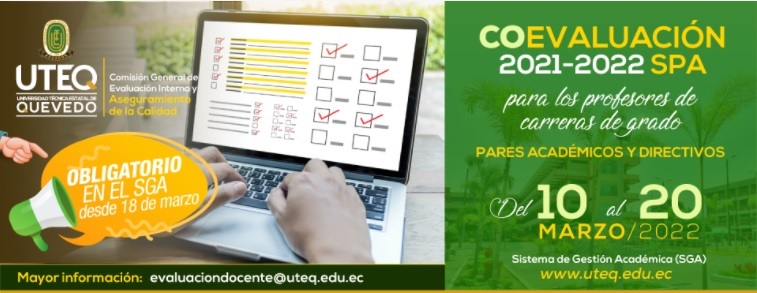 UTEQ
UNIVERSIDAD TÉCNICA ESTATAL DE
QUEVEDO
Comisión General de
Evaluación Interna y
Aseguramiento
de la Calidad
OBLIGATORIO
EN EL SGA
desde 18 de marzo
Mayor información: evaluaciondocente@uteq.edu.ec
COEVALUACIÓN
2021-2022 SPA
para los profesores de
carreras de grado
PARES ACADÉMICOS Y DIRECTIVOS
Del 10 al 20
MARZO/2022
Sistema de Gestión Académica (SGA)
www.uteq.edu.ec